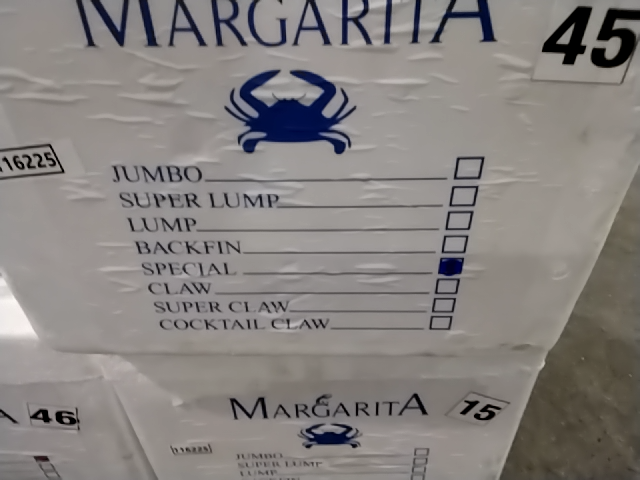 MARGARITA
45
116225
JUMBO
SUPER LUMP
LUMP
BACKFIN
SPECIAL
CLAW
SUPER CLAW
COCKTAIL CLAW
A 46
MARGARITA
15
116225
JUMBO
SUPER LUMP
LUMP